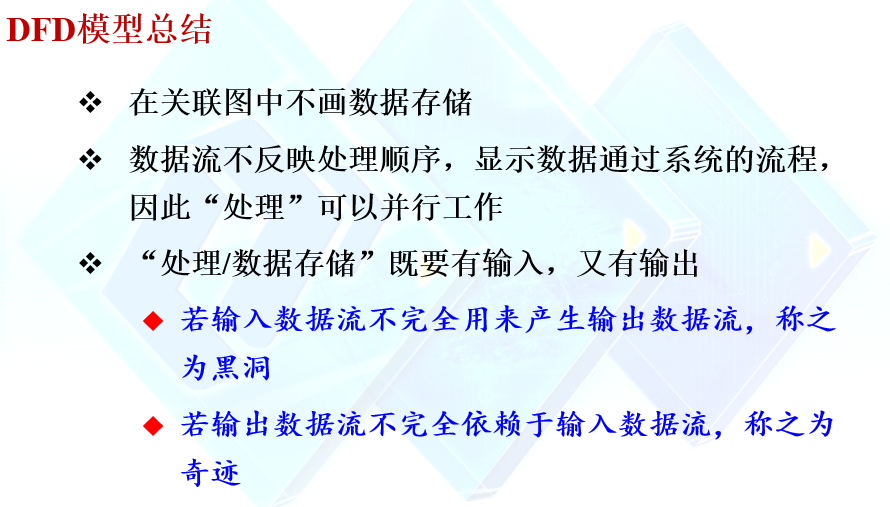 DFD模型总结
❖ 在关联图中不画数据存储
❖ 数据流不反映处理顺序，显示数据通过系统的流程，
因此“处理”可以并行工作
❖ “处理/数据存储”既要有输入，又有输出
◆ 若输入数据流不完全用来产生输出数据流，称之
为黑洞
◆ 若输出数据流不完全依赖于输入数据流，称之为
奇迹